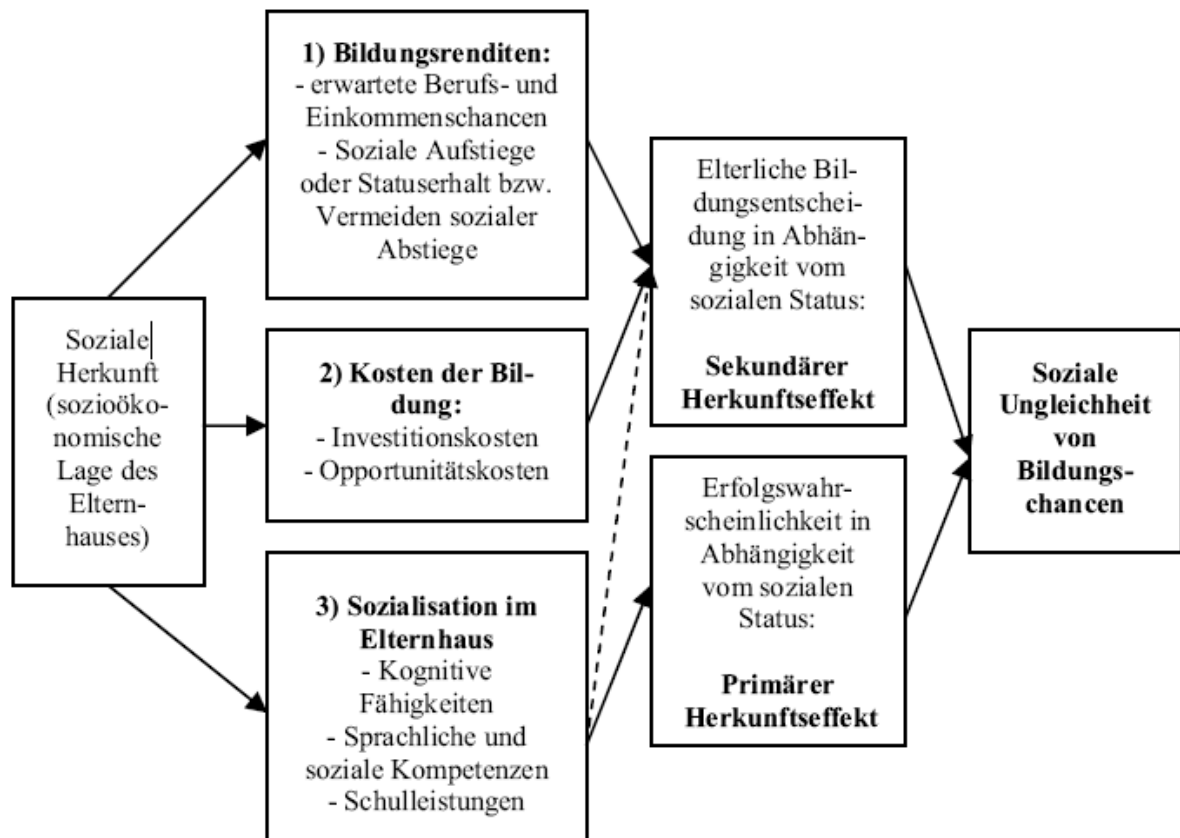 Soziale
Herkunft
(sozioöko-
nomische
Lage des
Eltern-
hauses)
1) Bildungsrenditen:
- erwartete Berufs- und
Einkommenschancen
- Soziale Aufstiege
oder Statuserhalt bzw.
Vermeiden sozialer
Abstiege
2) Kosten der Bil-
dung:
- Investitionskosten
- Opportunitätskosten
3) Sozialisation im
Elternhaus
- Kognitive
Fähigkeiten
- Sprachliche und
soziale Kompetenzen
- Schulleistungen
Elterliche Bil-
dungsentschei-
dung in Abhän-
gigkeit vom
sozialen Status:
Sekundärer
Herkunftseffekt
Erfolgswahr-
scheinlichkeit in
Abhängigkeit
vom sozialen
Status:
Primärer
Herkunftseffekt
Soziale
Ungleichheit
von
Bildungs-
chancen